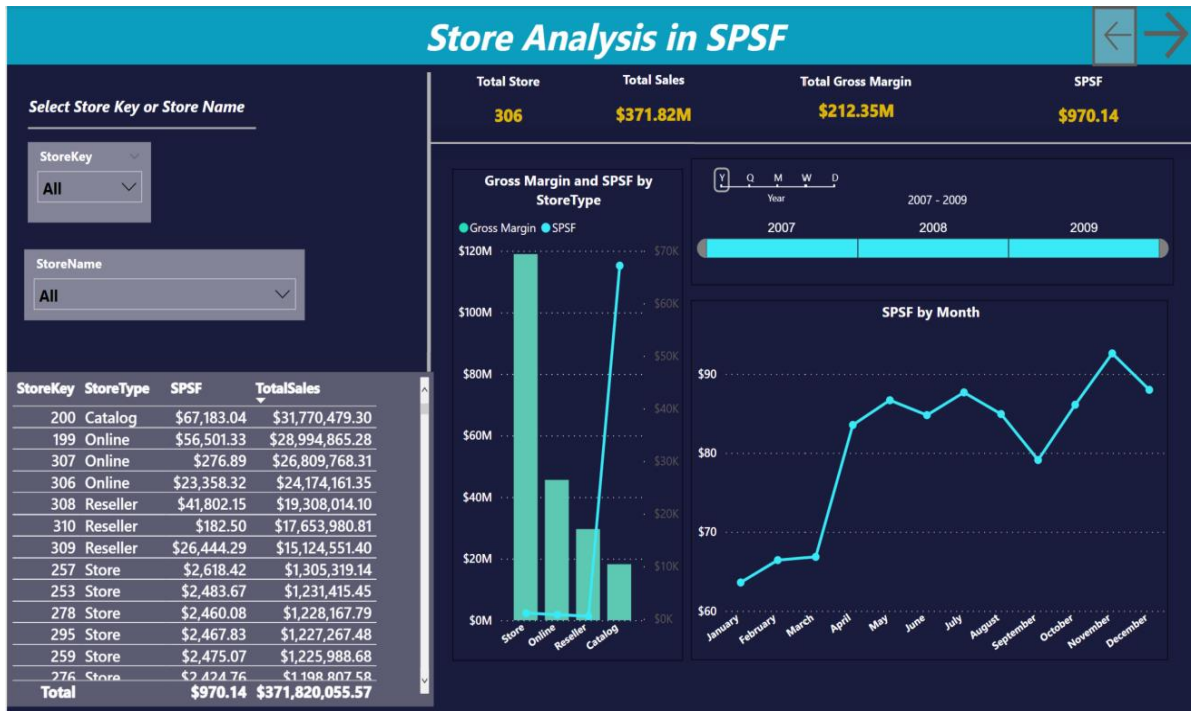 Store Analysis in SPSF
Select Store Key or Store Name
StoreKey
All
StoreName
All
Total Store
306
Total Sales
$371.82M
Total Gross Margin
$212.35M
SPSF
$970.14
StoreKey StoreType SPSF TotalSales
200 Catalog $67,183.04 $31,770,479.30
199 Online $56,501.33 $28,994,865.28
307 Online $276.89 $26,809,768.31
306 Online $23,358.32 $24,174,161.35
308 Reseller $41,802.15 $19,308,014.10
310 Reseller $182.50 $17,653,980.81
309 Reseller $26,444.29 $15,124,551.40
257 Store $2,618.42 $1,305,319.14
253 Store $2,483.67 $1,231,415.45
278 Store $2,460.08 $1,228,167.79
295 Store $2,467.83 $1,227,267.48
259 Store $2,475.07 $1,225,988.68
276 Store $2,424.76 $1,198,807.58
Total $970.14 $371,820,055.57
Gross Margin and SPSF by
StoreType
Gross Margin SPSF
$120M $70K
$60K
$100M
$50K
$80M
$40K
$60M
$30K
$40M
$20K
$20M
$10K
$0M $0K
Store Online Reseller Catalog
Y Q M W D
Year 2007 - 2009
2007 2008 2009
SPSF by Month
$90
$80
$70
$60
January February March April May June July August September October November December